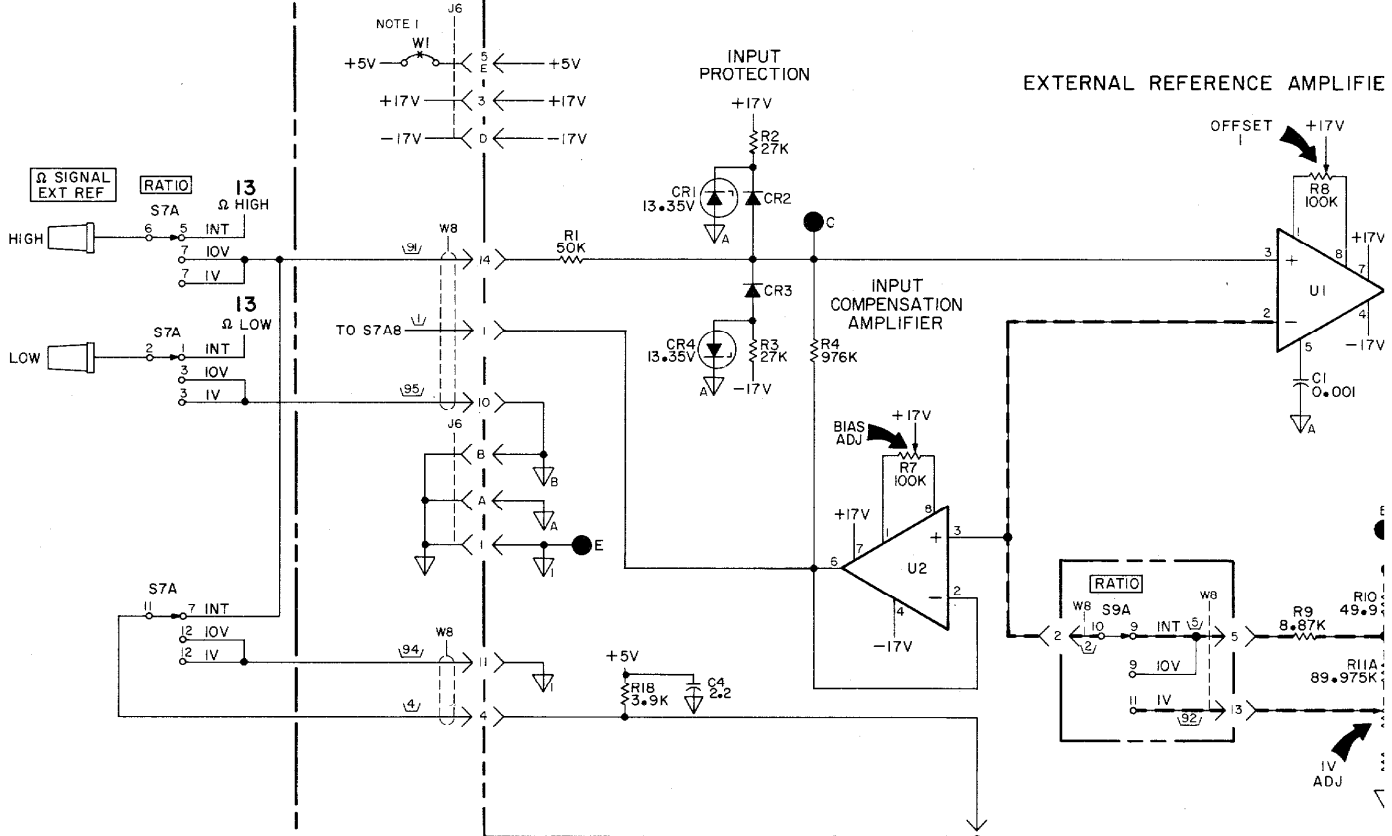 J6
NOTE 1
W1
+5V
5
E
+5V
+17V
3
+17V
-17V
D
-17V
INPUT
PROTECTION
+17V
R2
27K
CR1
13.35V
CR2
A
C
EXTERNAL REFERENCE AMPLIFIE
OFFSET
1
+17V
R8
100K
1
8
+17V
7
3
+
U1
2
−
4
-17V
5
C1
0.001
A
Ω SIGNAL
EXT REF
RATIO
13
Ω HIGH
S7A
HIGH
6
5
INT
7
10V
7
1V
91
W8
14
R1
50K
CR3
INPUT
COMPENSATION
AMPLIFIER
13
Ω LOW
S7A
LOW
2
1
INT
3
10V
3
1V
TO S7A8
1
1
CR4
13.35V
R3
27K
A
-17V
R4
976K
95
10
J6
B
B
A
A
1
1
E
BIAS
ADJ
+17V
R7
100K
+17V
7
1
8
+
3
6
U2
−
2
4
-17V
S7A
11
7
INT
12
10V
12
1V
94
W8
11
1
4
4
+5V
R18
3.9K
C4
2.2
RATIO
W8
S9A
W8
2
2
10
9
INT
5
5
9
10V
11
1V
92
13
R9
8.87K
R10
49.9
R11A
89.975K
1V
ADJ